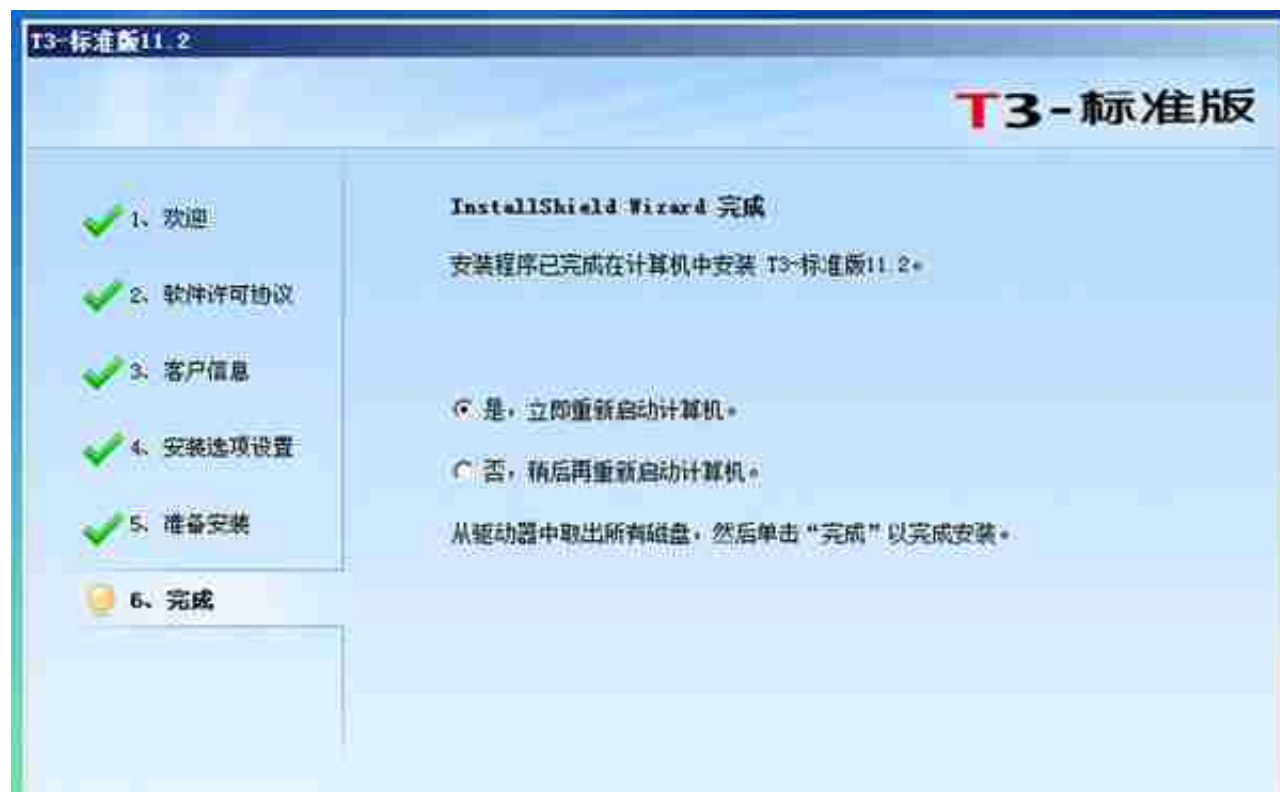 T3-标准版11.2
T3-标准版
1、欢迎
2、软件许可协议
3、客户信息
4、安装选项设置
5、准备安装
6、完成
InstallShield Wizard 完成
安装程序已完成在计算机中安装 T3-标准版11.2。
是，立即重新启动计算机。
否，稍后再重新启动计算机。
从驱动器中取出所有磁盘，然后单击“完成”以完成安装。